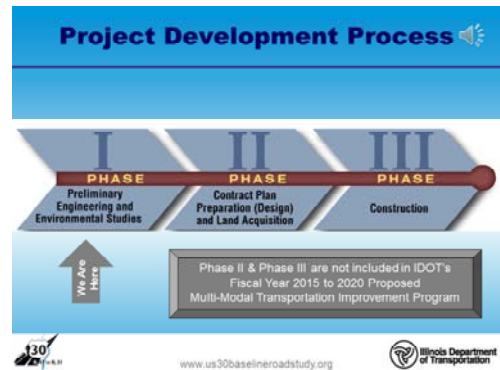 Project Development Process
I
II
III
PHASE
PHASE
PHASE
Preliminary
Engineering and
Environmental Studies
Contract Plan
Preparation (Design)
and Land Acquisition
Construction
We Are
Here
Phase II & Phase III are not included in IDOT's
Fiscal Year 2015 to 2020 Proposed
Multi-Modal Transportation Improvement Program
30
www.us30baselineroadstudy.org
Illinois Department
of Transportation